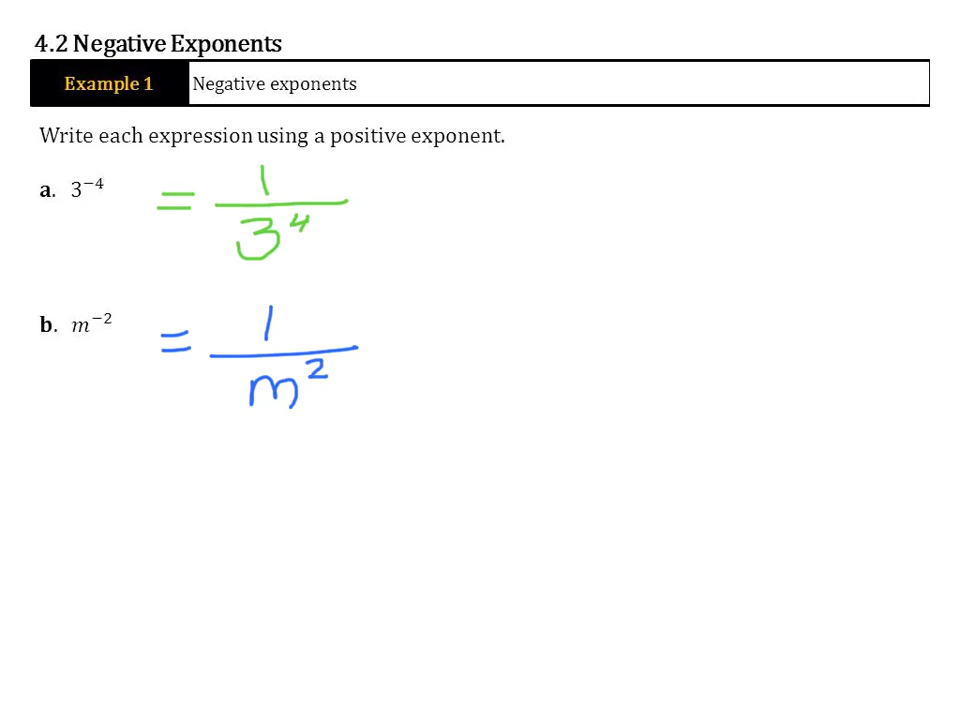 4.2 Negative Exponents
Example 1 Negative exponents
Write each expression using a positive exponent.
a. 3⁻⁴ = 1/3⁴
b. m⁻² = 1/m²